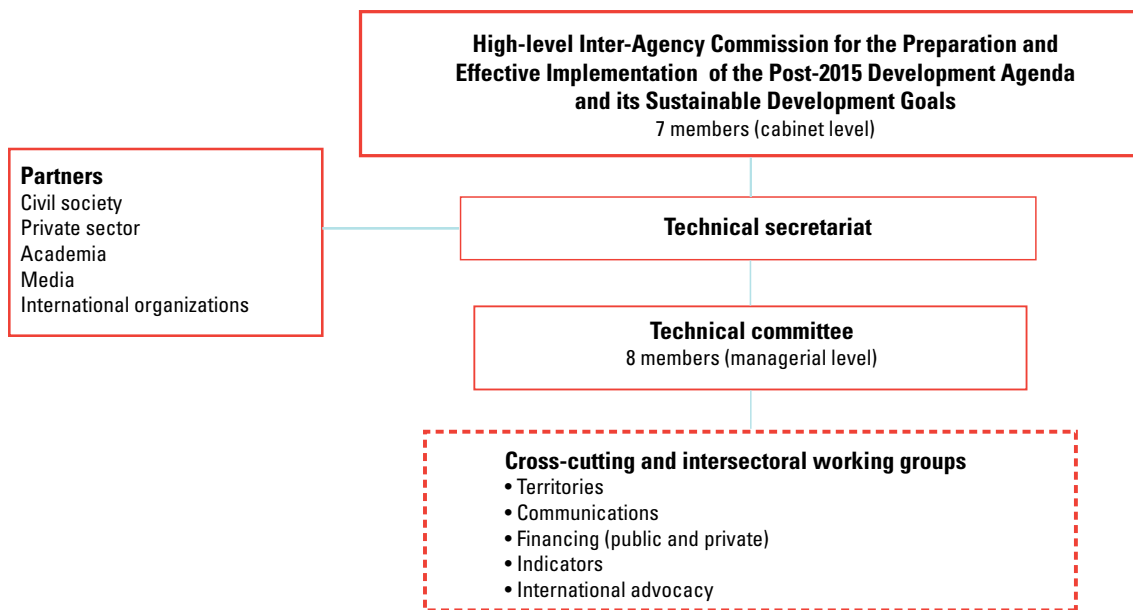 High-level Inter-Agency Commission for the Preparation and
Effective Implementation of the Post-2015 Development Agenda
and its Sustainable Development Goals
7 members (cabinet level)
Partners
Civil society
Private sector
Academia
Media
International organizations
Technical secretariat
Technical committee
8 members (managerial level)
Cross-cutting and intersectoral working groups
• Territories
• Communications
• Financing (public and private)
• Indicators
• International advocacy